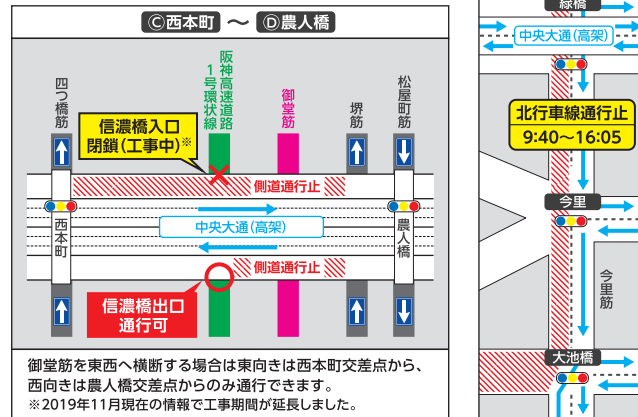 Ⓒ西本町 ～ Ⓓ農人橋
四つ橋筋
信濃橋入口
閉鎖(工事中)※
阪神高速道路
1号環状線
御堂筋
堺筋
松屋町筋
側道通行止
西本町
中央大通(高架)
農人橋
側道通行止
信濃橋出口
通行可
御堂筋を東西へ横断する場合は東向きは西本町交差点から、
西向きは農人橋交差点からのみ通行できます。
※2019年11月現在の情報で工事期間が延長しました。
緑橋
中央大通(高架)
北行車線通行止
9:40～16:05
今里
今里筋
大池橋